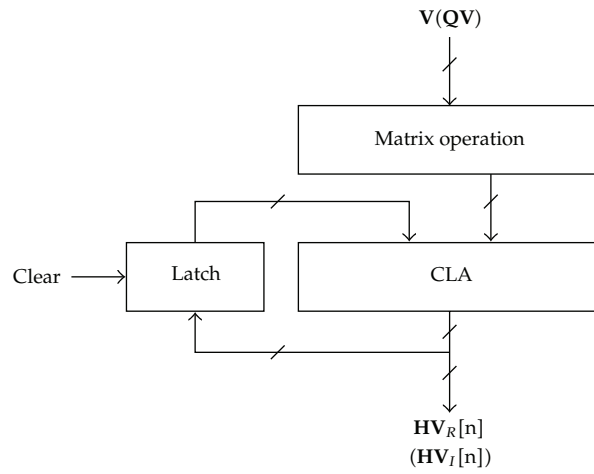 V(QV)
Matrix operation
Clear
Latch
CLA
HV_R[n]
(HV_I[n])